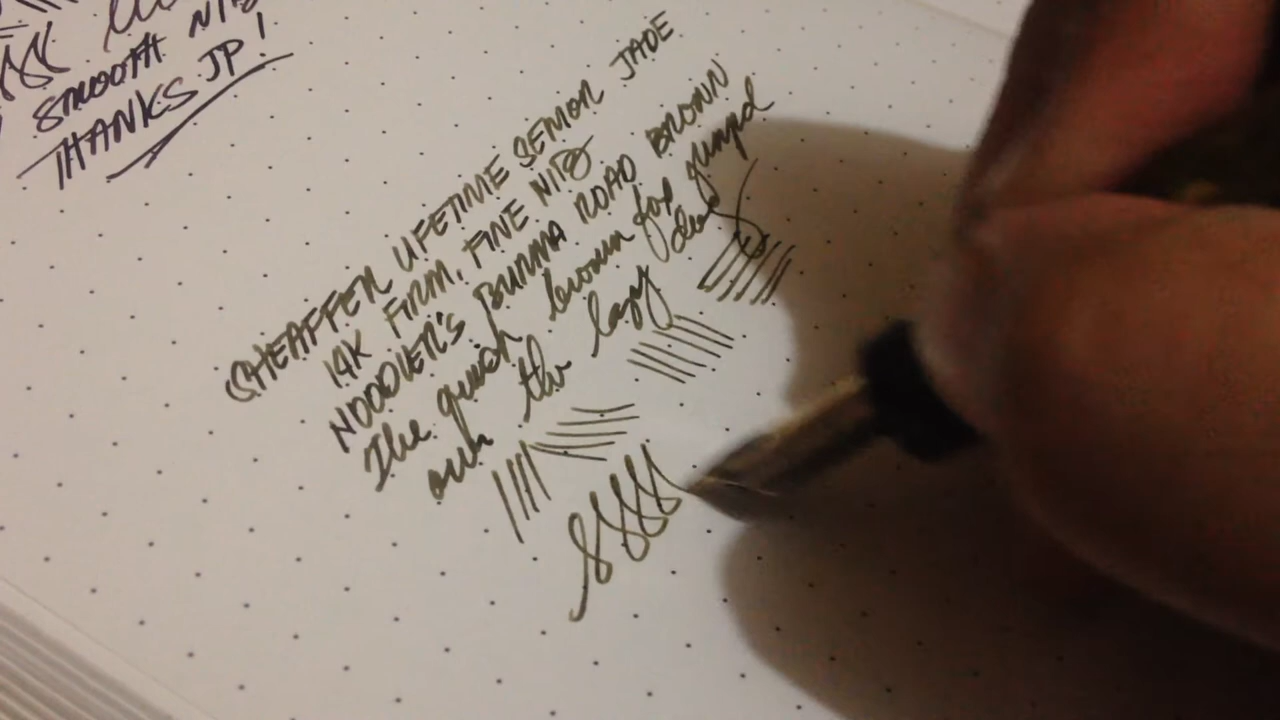 SMOOTH NIB
THANKS JP!
SHEAFFER LIFETIME SENIOR JADE
14K FIRM, FINE NIB
NOODLER'S BURMA ROAD BROWN
The quick brown fox jumpd
over the lazy dog